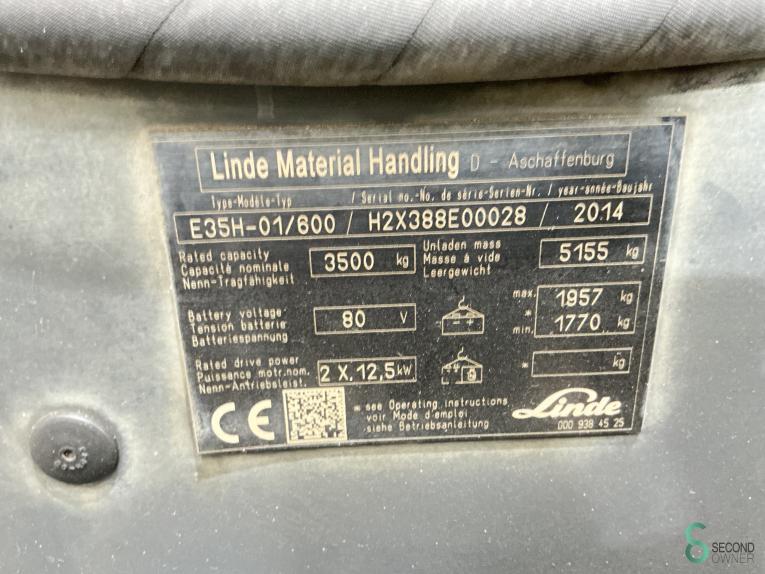 Linde Material Handling D - Aschaffenburg
Type-Modèle-Typ / Serial no.-No. de série-Serien-Nr. / year-année-Baujahr
E35H-01/600 / H2X388E00028 / 2014
Rated capacity
Capacité nominale
Nenn-Tragfähigkeit
3500 kg
Unladen mass
Masse à vide
Leergewicht
5155 kg
Battery voltage
Tension batterie
Batteriespannung
80 V
max. 1957 kg
*
min. 1770 kg
Rated drive power
Puissance motr.nom.
Nenn-Antriebsleist.
2 X 12,5 kW
* kg
CE
* see Operating instructions
voir Mode d'emploi
siehe Betriebsanleitung
Linde
000 938 45 25
SECOND
OWNER